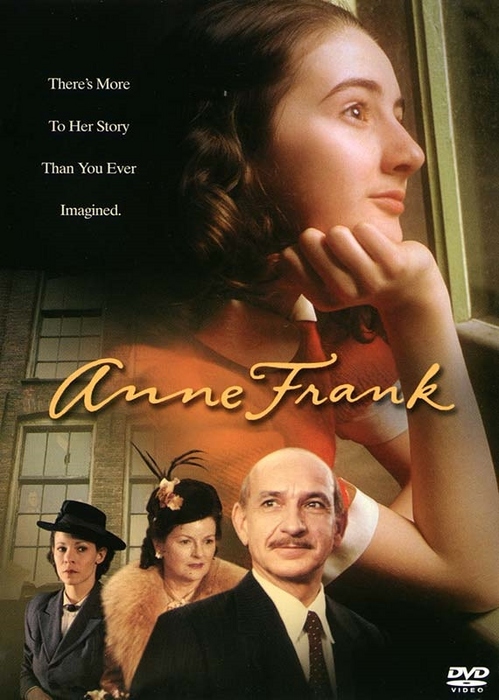 There's More
To Her Story
Than You Ever
Imagined.
Anne Frank
DVD
VIDEO